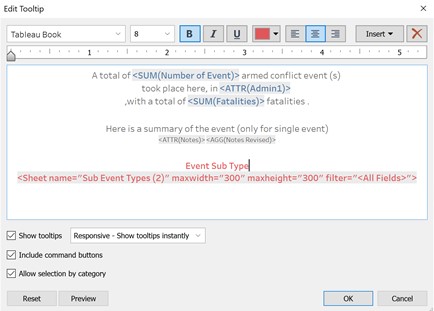 Edit Tooltip
Tableau Book 8 B I U Insert
1 2 3 4 5
A total of <SUM(Number of Event)> armed conflict event (s)
took place here, in <ATTR(Admin1)>
,with a total of <SUM(Fatalities)> fatalities .
Here is a summary of the event (only for single event)
<ATTR(Notes)> <AGG(Notes Revised)>
Event Sub Type
<Sheet name="Sub Event Types (2)" maxwidth="300" maxheight="300" filter="<All Fields>">
Show tooltips Responsive - Show tooltips instantly
Include command buttons
Allow selection by category
Reset Preview OK Cancel